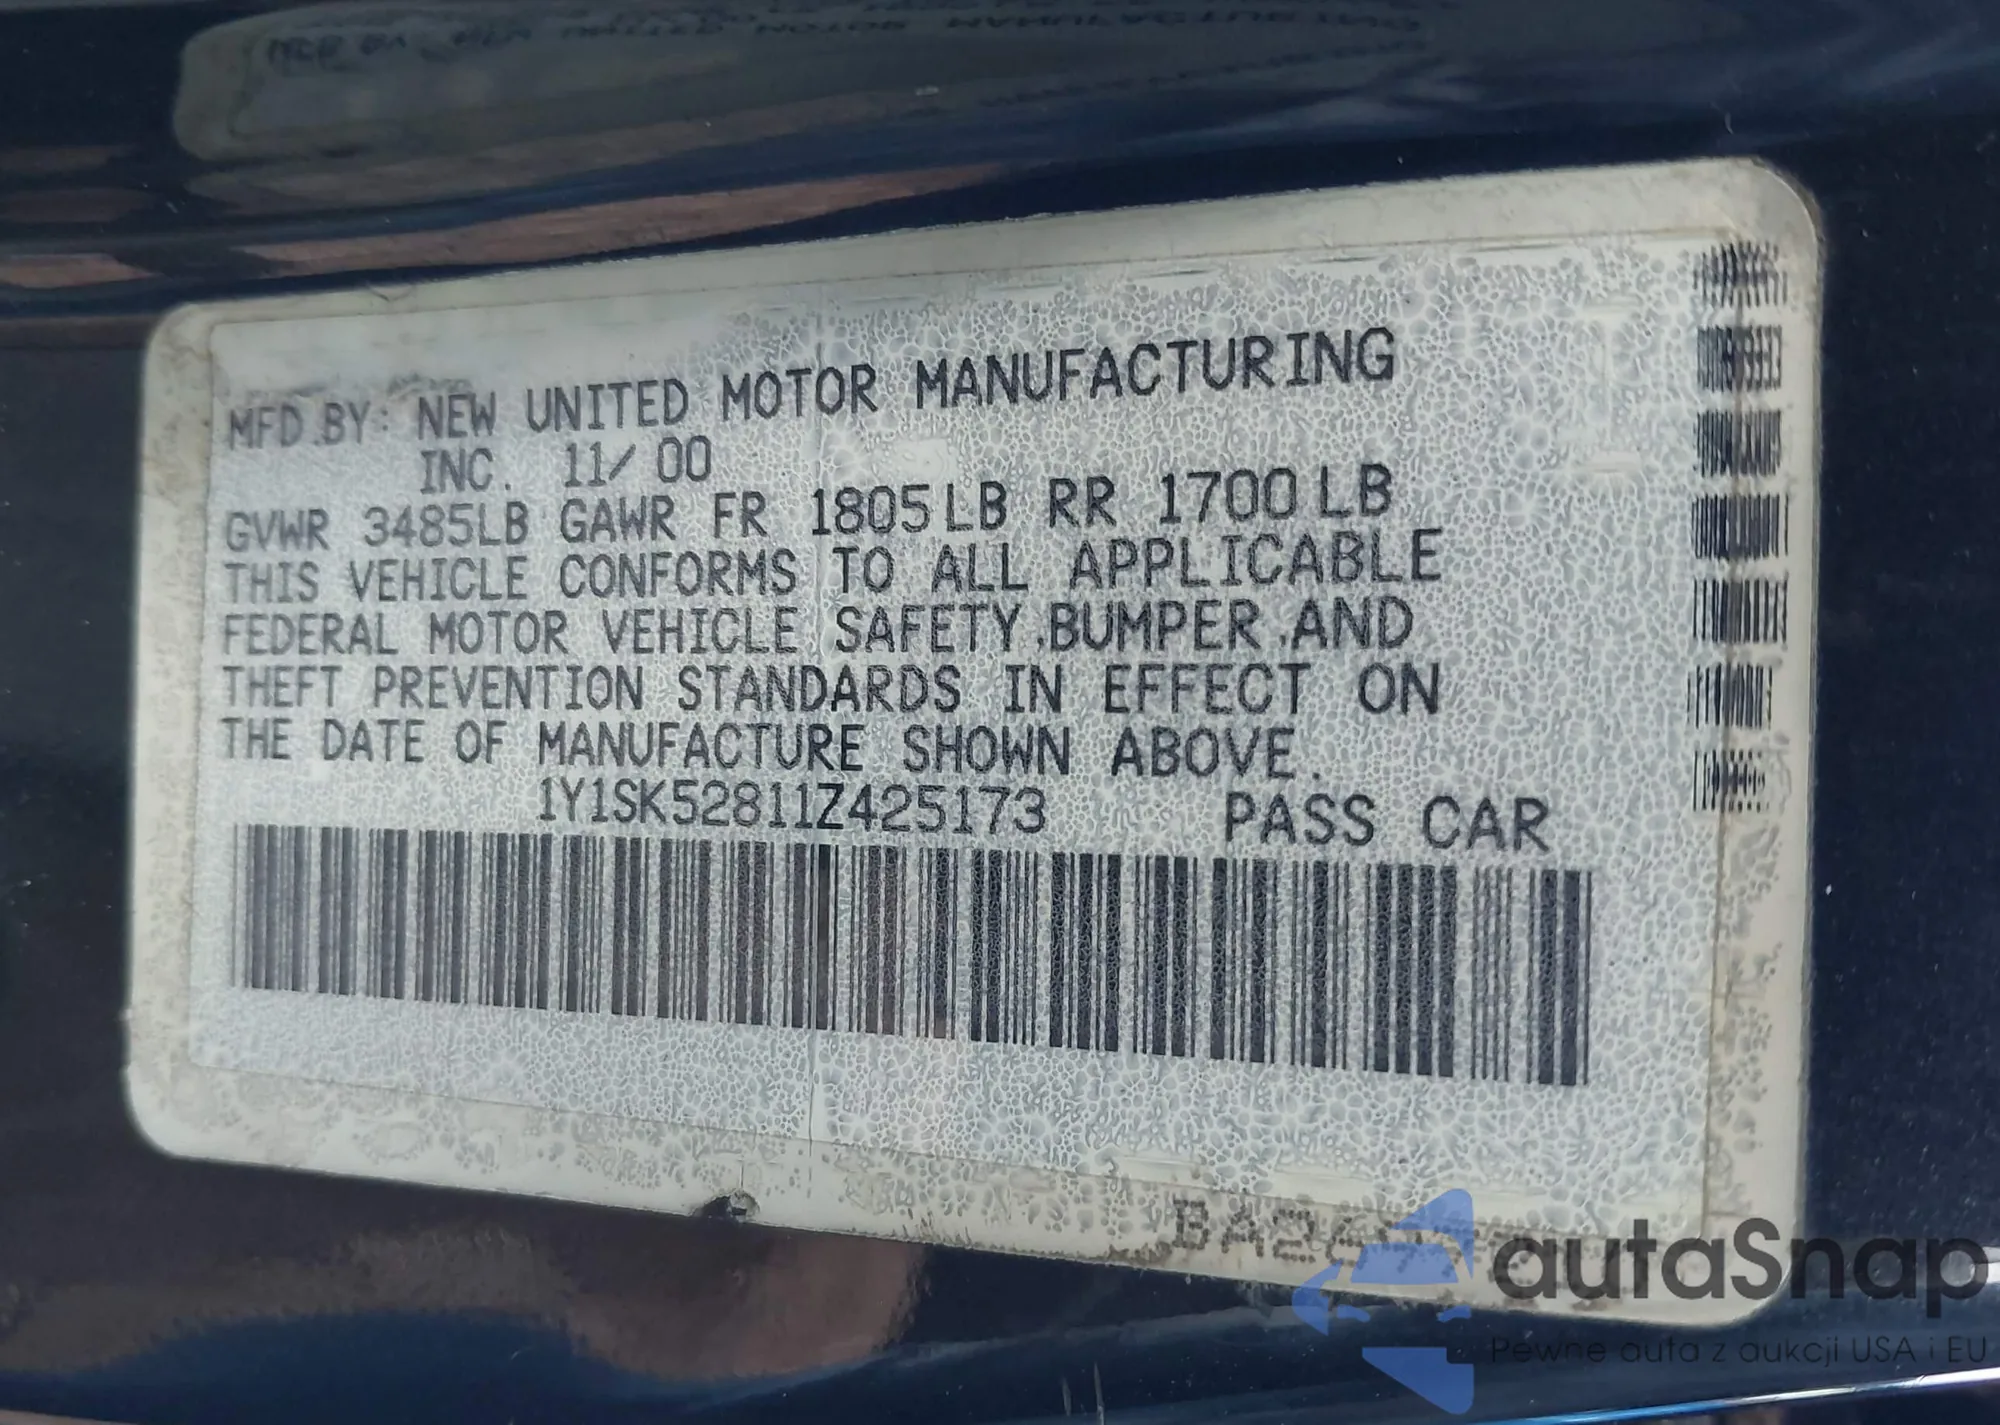 MFD BY: NEW UNITED MOTOR MANUFACTURING
INC. 11/ 00
GVWR 3485LB GAWR FR 1805LB RR 1700LB
THIS VEHICLE CONFORMS TO ALL APPLICABLE
FEDERAL MOTOR VEHICLE SAFETY,BUMPER,AND
THEFT PREVENTION STANDARDS IN EFFECT ON
THE DATE OF MANUFACTURE SHOWN ABOVE.
1Y1SK52811Z425173 PASS CAR
autaSnap
Pewne auta z aukcji USA i EU